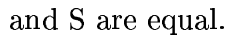 and S are equal.